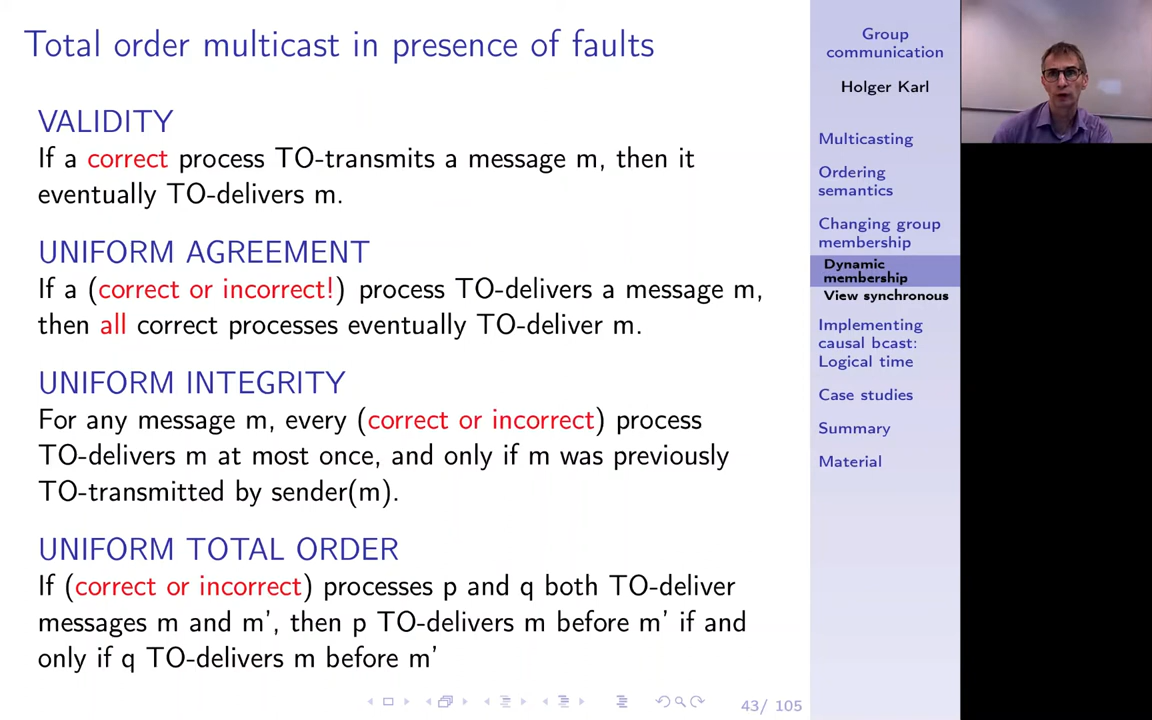 Total order multicast in presence of faults
VALIDITY
If a correct process TO-transmits a message m, then it
eventually TO-delivers m.
UNIFORM AGREEMENT
If a (correct or incorrect!) process TO-delivers a message m,
then all correct processes eventually TO-deliver m.
UNIFORM INTEGRITY
For any message m, every (correct or incorrect) process
TO-delivers m at most once, and only if m was previously
TO-transmitted by sender(m).
UNIFORM TOTAL ORDER
If (correct or incorrect) processes p and q both TO-deliver
messages m and m', then p TO-delivers m before m' if and
only if q TO-delivers m before m'
43/ 105
Group
communication
Holger Karl
Multicasting
Ordering
semantics
Changing group
membership
Dynamic
membership
View synchronous
Implementing
causal bcast:
Logical time
Case studies
Summary
Material